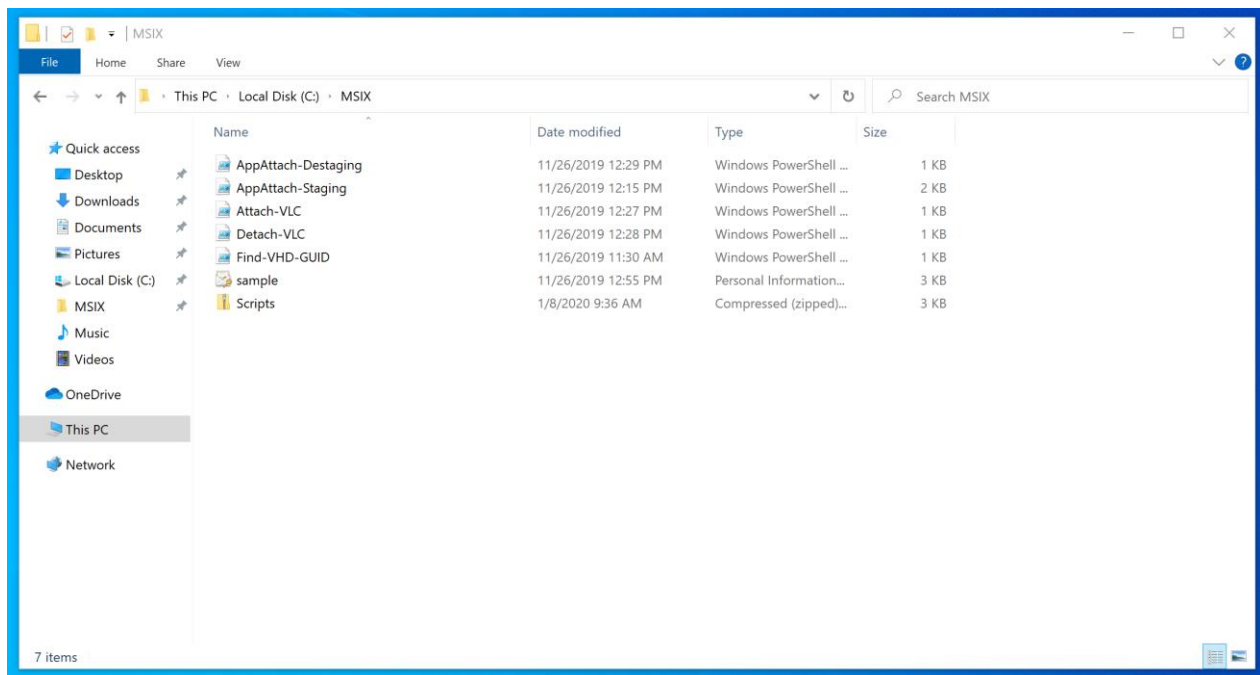 MSIX
File Home Share View
This PC Local Disk (C:) MSIX Search MSIX
Name Date modified Type Size
Quick access
Desktop
Downloads
Documents
Pictures
Local Disk (C:)
MSIX
Music
Videos
OneDrive
This PC
Network
AppAttach-Destaging 11/26/2019 12:29 PM Windows PowerShell ... 1 KB
AppAttach-Staging 11/26/2019 12:15 PM Windows PowerShell ... 2 KB
Attach-VLC 11/26/2019 12:27 PM Windows PowerShell ... 1 KB
Detach-VLC 11/26/2019 12:28 PM Windows PowerShell ... 1 KB
Find-VHD-GUID 11/26/2019 11:30 AM Windows PowerShell ... 1 KB
sample 11/26/2019 12:55 PM Personal Information... 3 KB
Scripts 1/8/2020 9:36 AM Compressed (zipped)... 3 KB
7 items